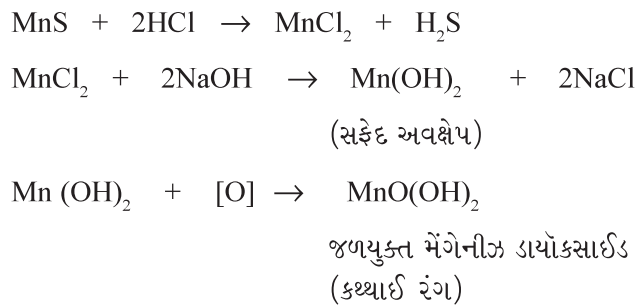 MnS + 2HCl → MnCl₂ + H₂S
MnCl₂ + 2NaOH → Mn(OH)₂ + 2NaCl
(સફેદ અવક્ષેપ)
Mn (OH)₂ + [O] → MnO(OH)₂
જળયુક્ત મેંગેનીઝ ડાયૉકસાઈડ
(કથ્થાઈ રંગ)